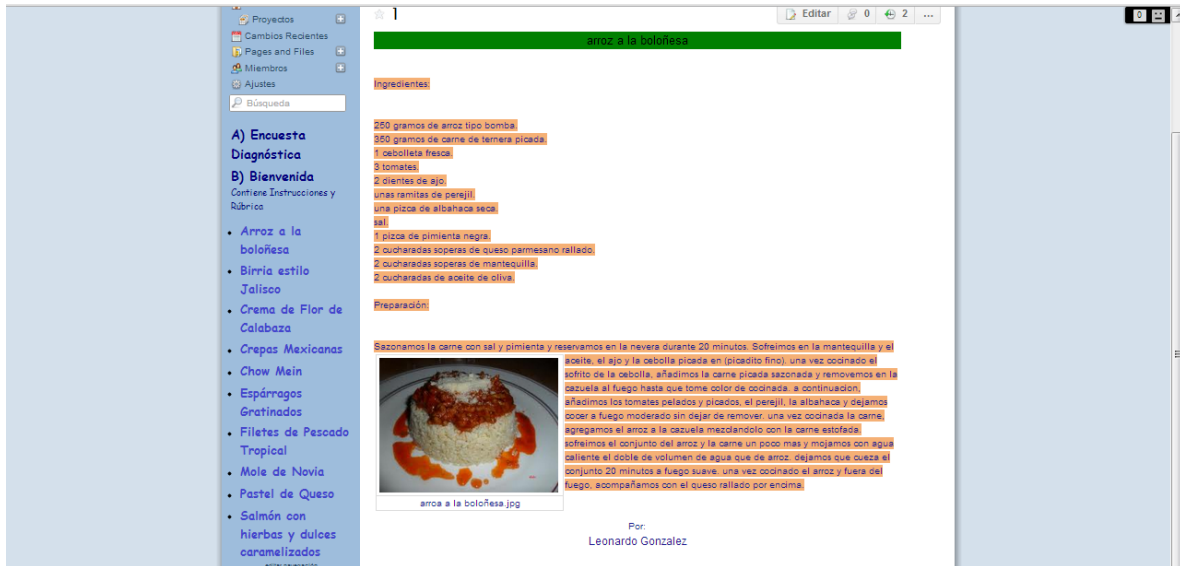 Proyectos
Cambios Recientes
Pages and Files
Miembros
Ajustes
Búsqueda
A) Encuesta
Diagnóstica
B) Bienvenida
Contiene Instrucciones y
Rúbrica
Arroz a la
boloñesa
Birria estilo
Jalisco
Crema de Flor de
Calabaza
Crepas Mexicanas
Chow Mein
Espárragos
Gratinados
Filetes de Pescado
Tropical
Mole de Novia
Pastel de Queso
Salmón con
hierbas y dulces
caramelizados
1
Editar
0
2
...
0
arroz a la boloñesa
Ingredientes:
250 gramos de arroz tipo bomba.
350 gramos de carne de ternera picada.
1 cebolleta fresca.
3 tomates.
2 dientes de ajo.
unas ramitas de perejil.
una pizca de albahaca seca.
sal.
1 pizca de pimienta negra.
2 cucharadas soperas de queso parmesano rallado.
2 cucharadas soperas de mantequilla.
2 cucharadas de aceite de oliva.
Preparación:
Sazonamos la carne con sal y pimienta y reservamos en la nevera durante 20 minutos. Sofreimos en la mantequilla y el
aceite, el ajo y la cebolla picada en (picadito fino). una vez cocinado el
sofrito de la cebolla, añadimos la carne picada sazonada y removemos en la
cazuela al fuego hasta que tome color de cocinada. a continuacion,
añadimos los tomates pelados y picados, el perejil, la albahaca y dejamos
cocer a fuego moderado sin dejar de remover. una vez cocinada la carne,
agregamos el arroz a la cazuela mezclandolo con la carne estofada.
sofreimos el conjunto del arroz y la carne un poco mas y mojamos con agua
caliente el doble de volumen de agua que de arroz. dejamos que cueza el
conjunto 20 minutos a fuego suave. una vez cocinado el arroz y fuera del
fuego, acompañamos con el queso rallado por encima.
arroa a la boloñesa.jpg
Por:
Leonardo Gonzalez